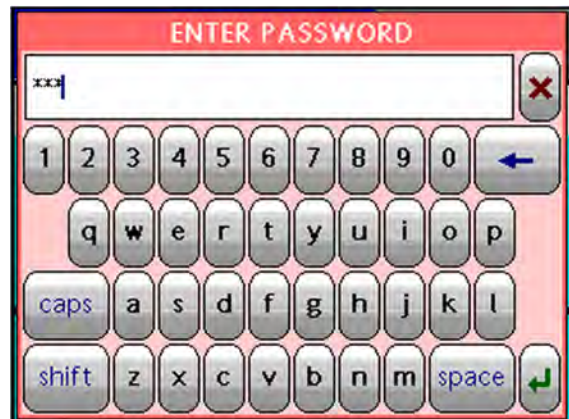 ENTER PASSWORD
***
1 2 3 4 5 6 7 8 9 0
q w e r t y u i o p
caps a s d f g h j k l
shift z x c v b n m space